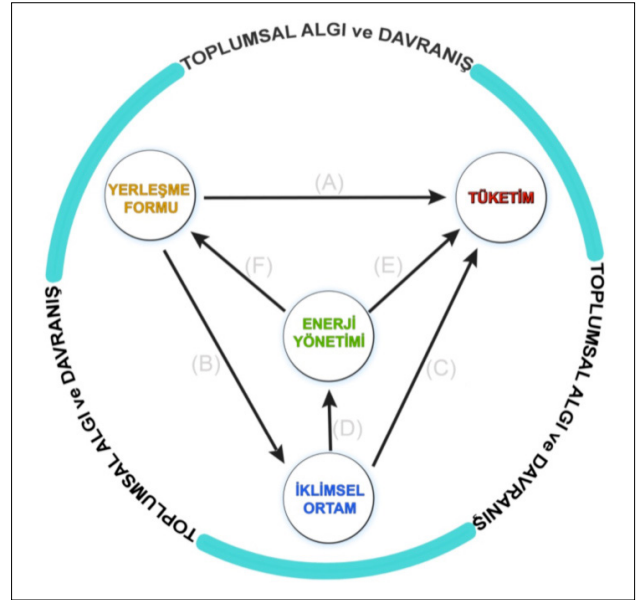 TOPLUMSAL ALGI ve DAVRANIŞ
YERLEŞME
FORMU
(A)
TÜKETİM
(F)
(E)
ENERJİ
YÖNETİMİ
(B)
(C)
(D)
İKLİMSEL
ORTAM
TOPLUMSAL ALGI ve DAVRANIŞ
TOPLUMSAL ALGI ve DAVRANIŞ